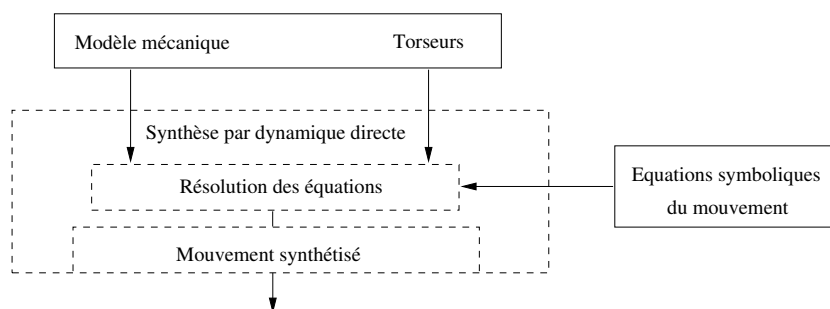 Modèle mécanique
Torseurs
Synthèse par dynamique directe
Résolution des équations
Equations symboliques
du mouvement
Mouvement synthétisé